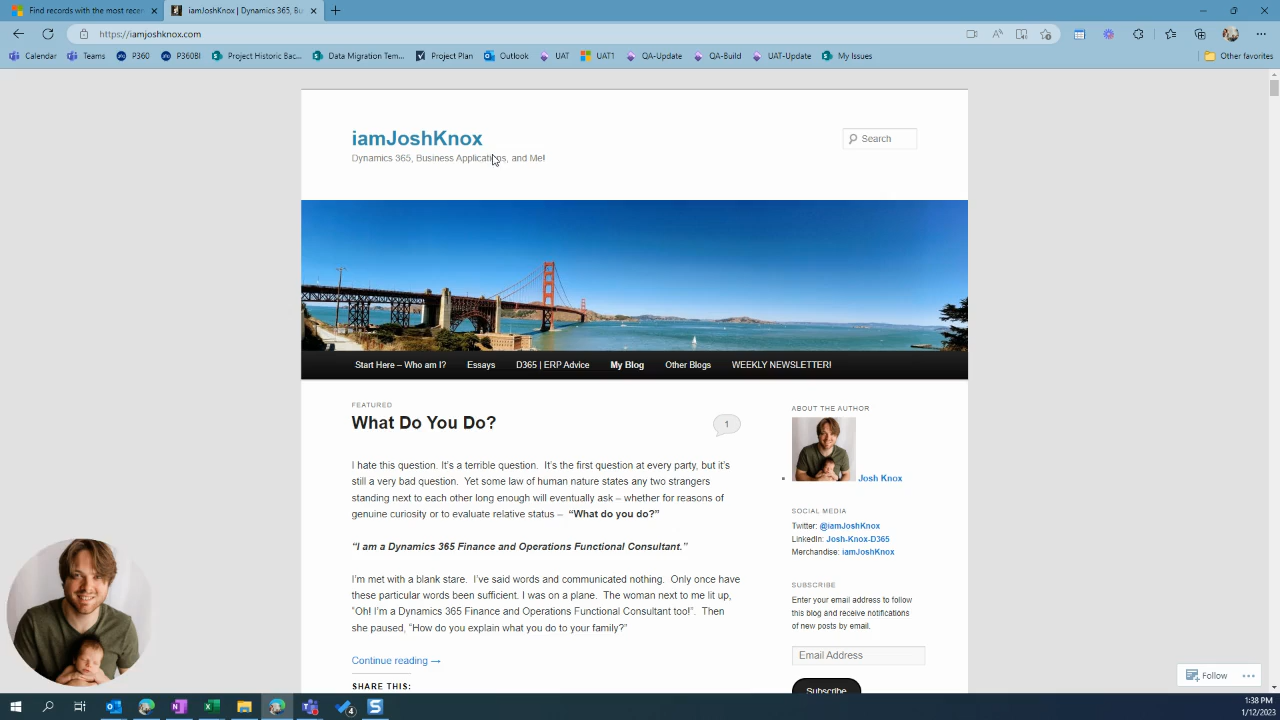 Find records with the most recen
iamJoshKnox | Dynamics 365, Bu
https://iamjoshknox.com
Calendar
Teams
P360
P360BI
Project Historic Bac...
Data Migration Tem...
Project Plan
Outlook
UAT
UAT1
QA-Update
QA-Build
UAT-Update
My Issues
Other favorites
iamJoshKnox
Dynamics 365, Business Applications, and Me!
Search
Start Here – Who am I?
Essays
D365 | ERP Advice
My Blog
Other Blogs
WEEKLY NEWSLETTER!
FEATURED
What Do You Do?
1
I hate this question. It's a terrible question.  It's the first question at every party, but it's
still a very bad question.  Yet some law of human nature states any two strangers
standing next to each other long enough will eventually ask – whether for reasons of
genuine curiosity or to evaluate relative status –  “What do you do?”
“I am a Dynamics 365 Finance and Operations Functional Consultant.”
I'm met with a blank stare.  I've said words and communicated nothing.  Only once have
these particular words been sufficient. I was on a plane.  The woman next to me lit up,
“Oh! I'm a Dynamics 365 Finance and Operations Functional Consultant too!”.  Then
she paused, “How do you explain what you do to your family?”
Continue reading →
SHARE THIS:
ABOUT THE AUTHOR
Josh Knox
SOCIAL MEDIA
Twitter: @iamJoshKnox
LinkedIn: Josh-Knox-D365
Merchandise: iamJoshKnox
SUBSCRIBE
Enter your email address to follow
this blog and receive notifications
of new posts by email.
Email Address
Subscribe
Follow
4
1:38 PM
1/12/2023